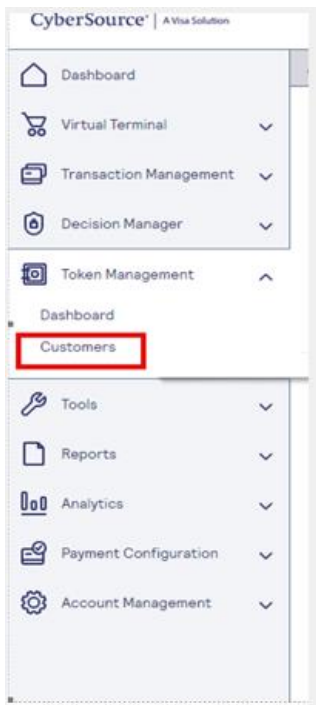 CyberSource® | A Visa Solution
Dashboard
Virtual Terminal
Transaction Management
Decision Manager
Token Management
Dashboard
Customers
Tools
Reports
Analytics
Payment Configuration
Account Management